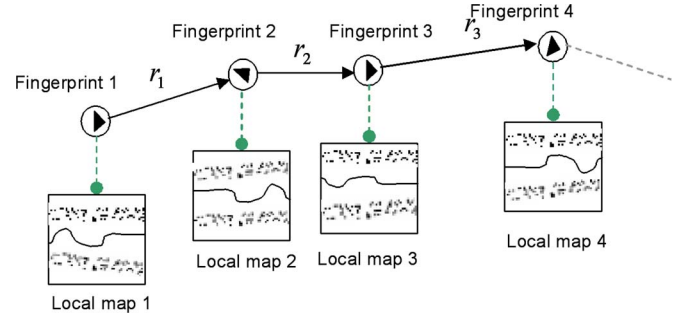 Fingerprint 1
r1
Fingerprint 2
r2
Fingerprint 3
r3
Fingerprint 4
Local map 1
Local map 2
Local map 3
Local map 4